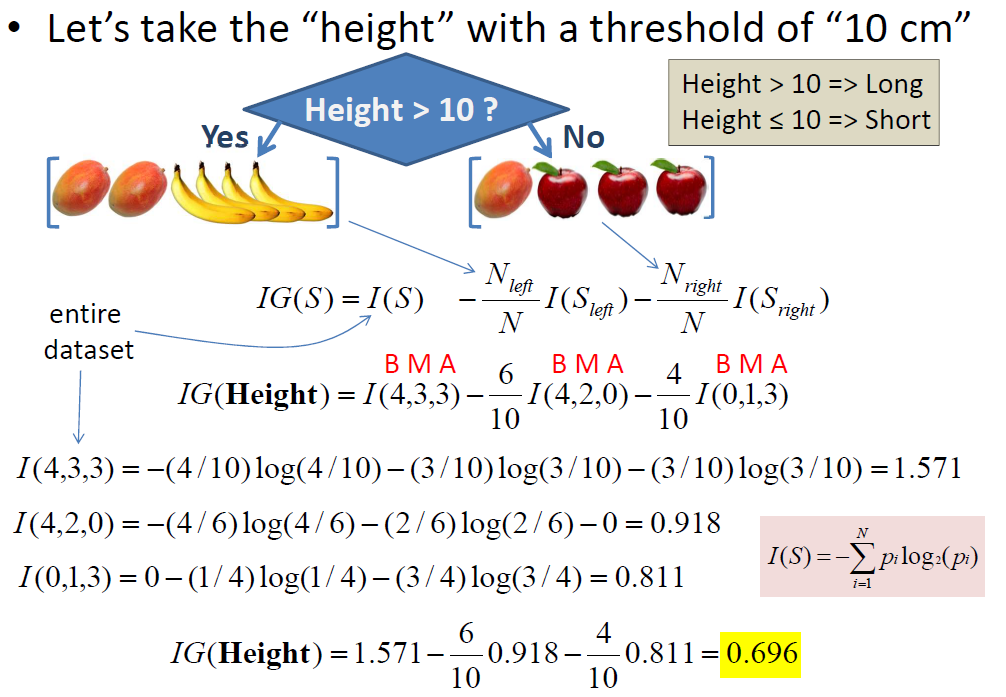 • Let's take the “height” with a threshold of “10 cm”
Height > 10 ?
Height > 10 => Long
Height ≤ 10 => Short
Yes
No
IG(S) = I(S) − N_left/N I(S_left) − N_right/N I(S_right)
entire
dataset
B M A B M A B M A
IG(Height) = I(4,3,3) − 6/10 I(4,2,0) − 4/10 I(0,1,3)
I(4,3,3) = −(4/10)log(4/10) − (3/10)log(3/10) − (3/10)log(3/10) = 1.571
I(4,2,0) = −(4/6)log(4/6) − (2/6)log(2/6) − 0 = 0.918
I(0,1,3) = 0 − (1/4)log(1/4) − (3/4)log(3/4) = 0.811
I(S) = −∑_{i=1}^{N} p_i log_2(p_i)
IG(Height) = 1.571 − 6/10 0.918 − 4/10 0.811 = 0.696